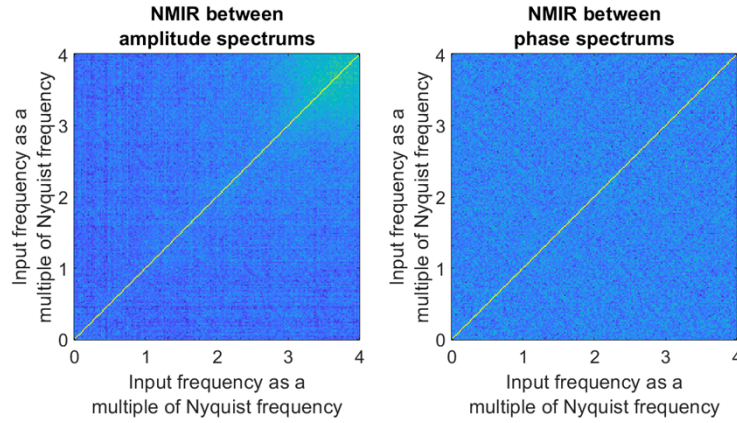 NMIR between
amplitude spectrums
4
3
2
1
0
0
1
2
3
4
Input frequency as a
multiple of Nyquist frequency
Input frequency as a
multiple of Nyquist frequency
NMIR between
phase spectrums
4
3
2
1
0
0
1
2
3
4
Input frequency as a
multiple of Nyquist frequency
Input frequency as a
multiple of Nyquist frequency